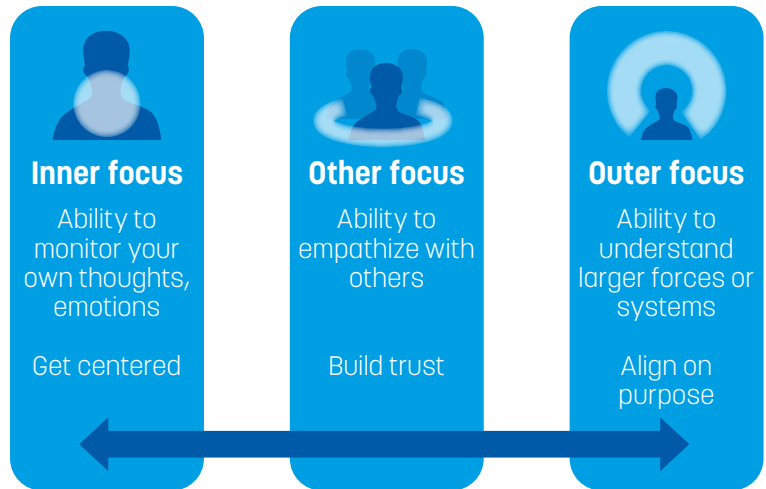 Inner focus
Ability to
monitor your
own thoughts,
emotions
Get centered
Other focus
Ability to
empathize with
others
Build trust
Outer focus
Ability to
understand
larger forces or
systems
Align on
purpose